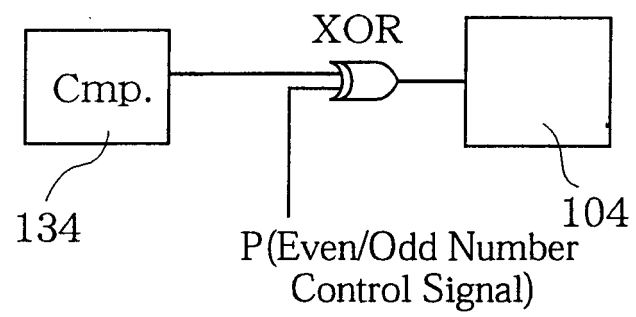 XOR
Cmp.
134
104
P(Even/Odd Number
Control Signal)